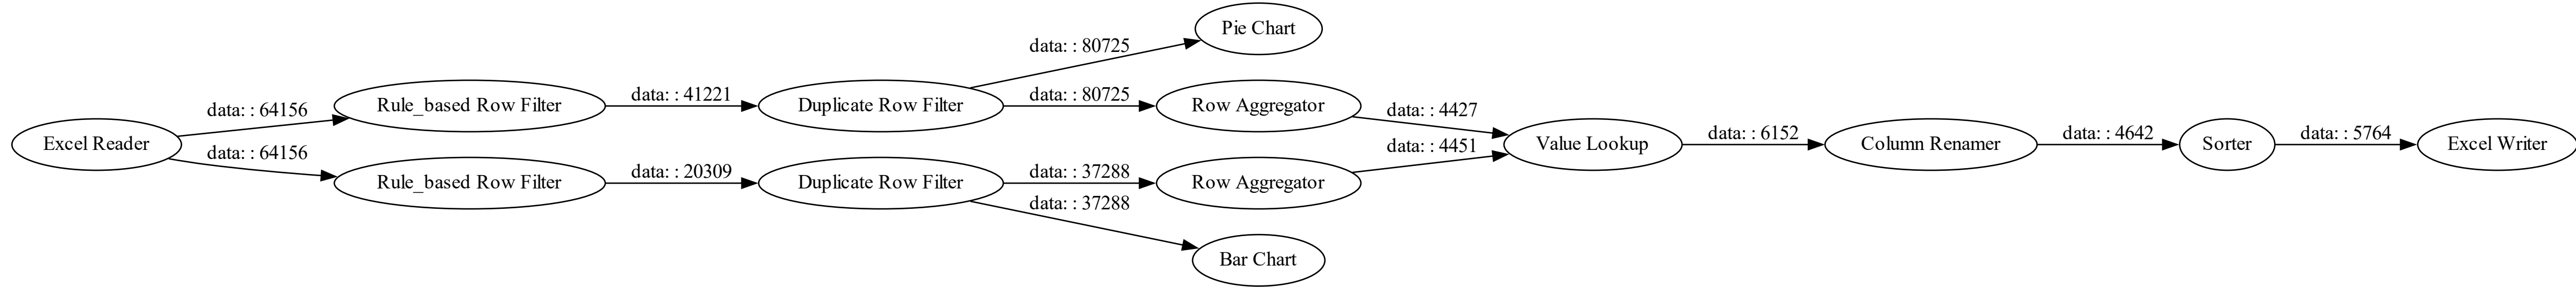 Excel Reader
data: : 64156
data: : 64156
Rule_based Row Filter
Rule_based Row Filter
data: : 41221
data: : 20309
Duplicate Row Filter
Duplicate Row Filter
data: : 80725
data: : 80725
data: : 37288
data: : 37288
Pie Chart
Row Aggregator
Row Aggregator
Bar Chart
data: : 4427
data: : 4451
Value Lookup
data: : 6152
Column Renamer
data: : 4642
Sorter
data: : 5764
Excel Writer